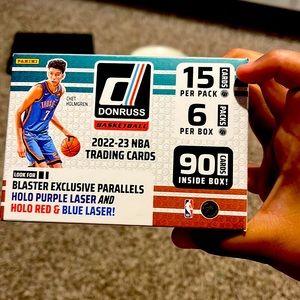 PANINI
CHET
HOLMGREN
DONRUSS
BASKETBALL
2022-23 NBA
TRADING CARDS
15 CARDS
PER PACK
6 PACKS
PER BOX
90 CARDS
INSIDE BOX!
LOOK FOR
BLASTER EXCLUSIVE PARALLELS
HOLO PURPLE LASER AND
HOLO RED & BLUE LASER!
NBA